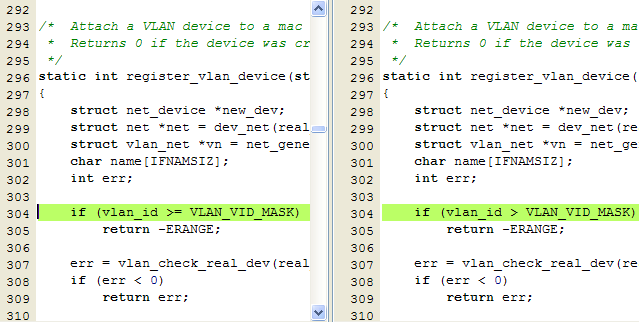 292
293 /*  Attach a VLAN device to a mac
294  *  Returns 0 if the device was cr
295  */
296 static int register_vlan_device(st
297 {
298     struct net_device *new_dev;
299     struct net *net = dev_net(real
300     struct vlan_net *vn = net_gene
301     char name[IFNAMSIZ];
302     int err;
303
304     if (vlan_id >= VLAN_VID_MASK)
305         return -ERANGE;
306
307     err = vlan_check_real_dev(real
308     if (err < 0)
309         return err;
310
292
293 /*  Attach a VLAN device to a ma
294  *  Returns 0 if the device was
295  */
296 static int register_vlan_device(
297 {
298     struct net_device *new_dev;
299     struct net *net = dev_net(re
300     struct vlan_net *vn = net_ge
301     char name[IFNAMSIZ];
302     int err;
303
304     if (vlan_id > VLAN_VID_MASK)
305         return -ERANGE;
306
307     err = vlan_check_real_dev(re
308     if (err < 0)
309         return err;
310